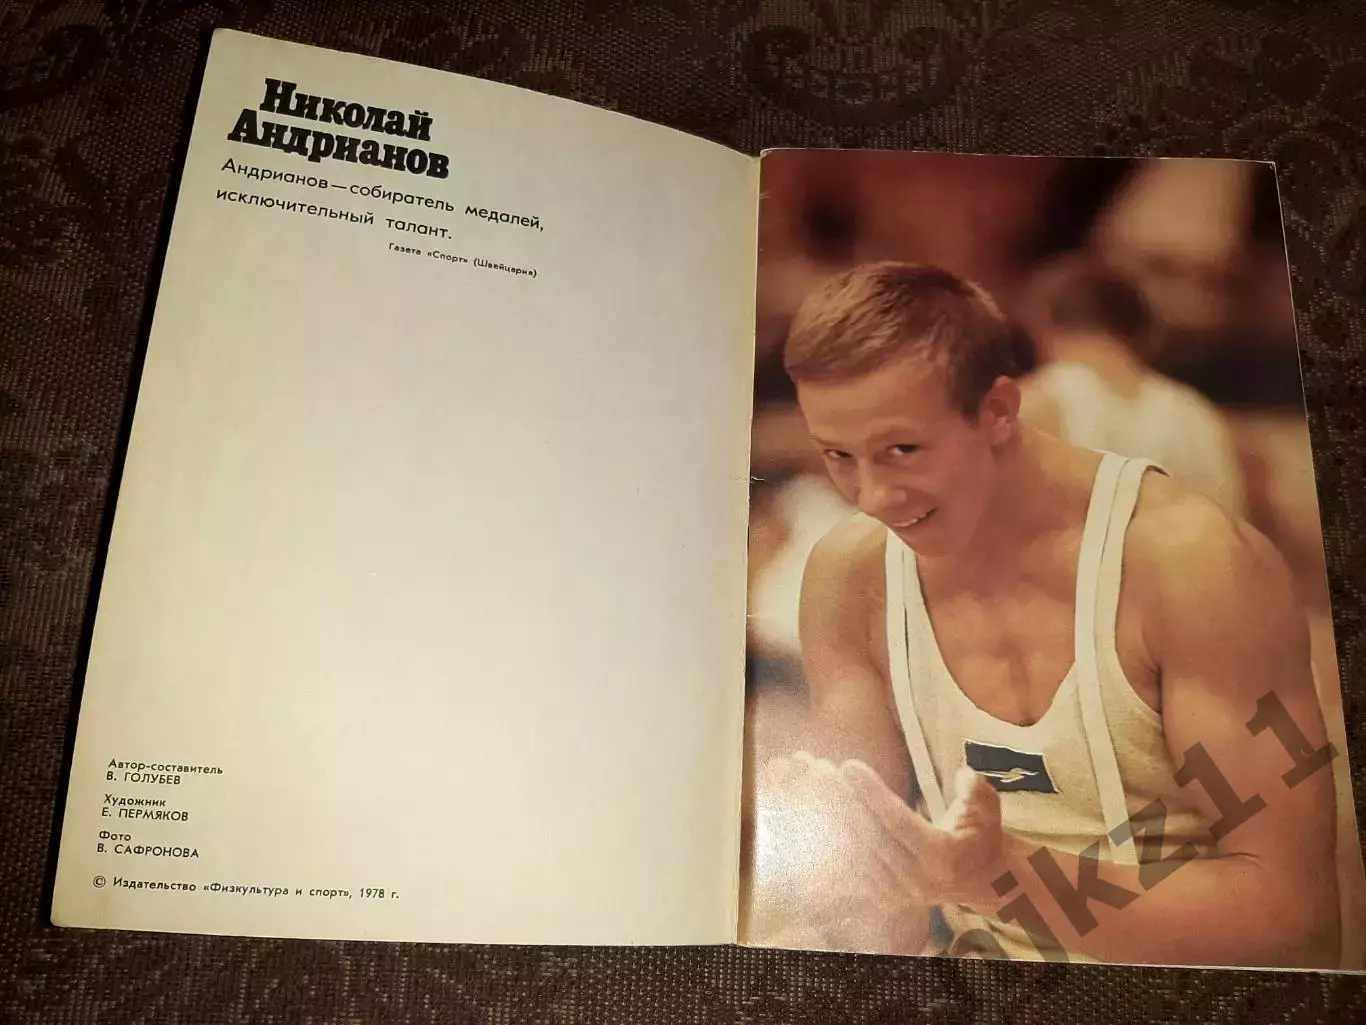 Николай
Андрианов
Андрианов—собиратель медалей,
исключительный талант.
Газета «Спорт» (Швейцария)
Автор-составитель
В. ГОЛУБЕВ
Художник
Е. ПЕРМЯКОВ
Фото
В. САФРОНОВА
© Издательство «Физкультура и спорт», 1978 г.
nikz11